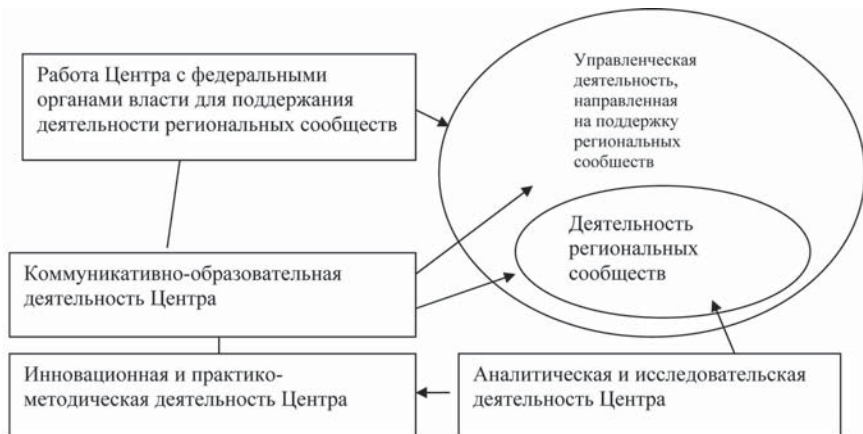 Работа Центра с федеральными
органами власти для поддержания
деятельности региональных сообществ
Управленческая
деятельность,
направленная
на поддержку
региональных
сообшеств
Деятельность
региональных
сообществ
Коммуникативно-образовательная
деятельность Центра
Инновационная и практико-
методическая деятельность Центра
Аналитическая и исследовательская
деятельность Центра